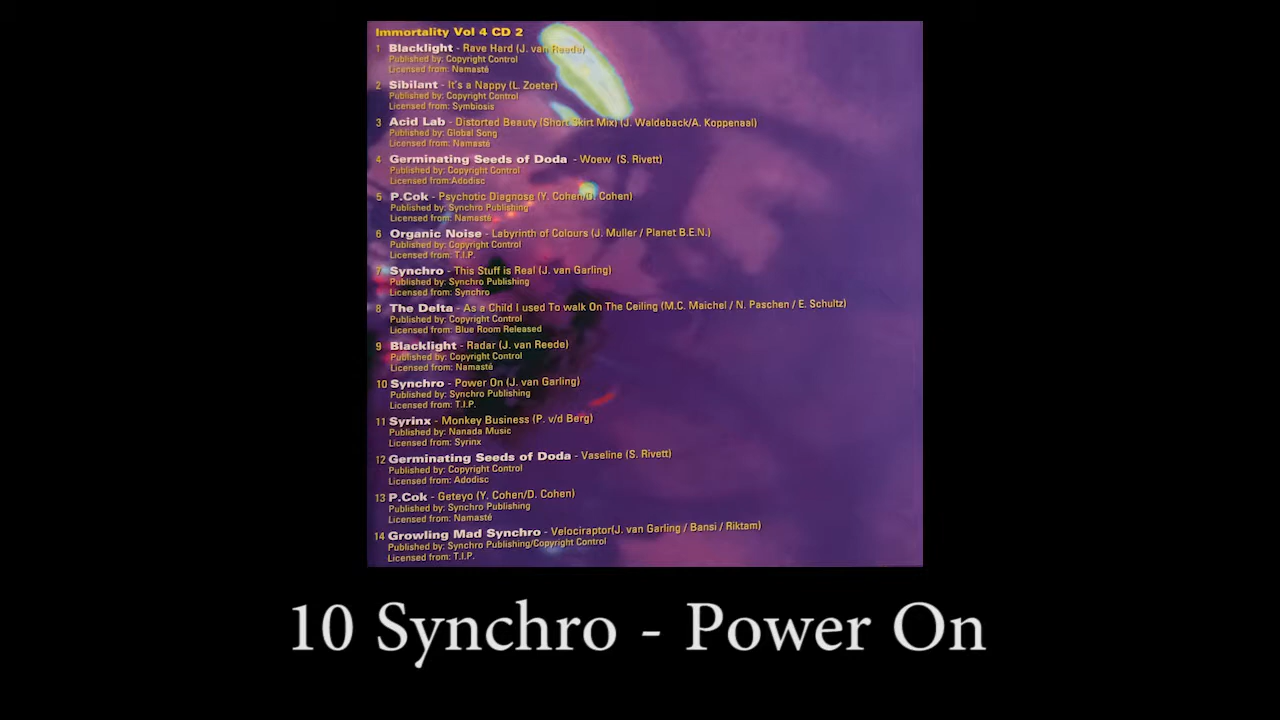 Immortality Vol 4 CD 2
1 Blacklight - Rave Hard (J. van Reede)
Published by: Copyright Control
Licensed from: Namasté
2 Sibilant - It's a Nappy (L. Zoeter)
Published by: Copyright Control
Licensed from: Symbiosis
3 Acid Lab - Distorted Beauty (Short Skirt Mix) (J. Waldeback/A. Koppenaal)
Published by: Global Song
Licensed from: Namasté
4 Germinating Seeds of Doda - Woew (S. Rivett)
Published by: Copyright Control
Licensed from:Adodisc
5 P.Cok - Psychotic Diagnose (Y. Cohen/D. Cohen)
Published by: Synchro Publishing
Licensed from: Namasté
6 Organic Noise - Labyrinth of Colours (J. Muller / Planet B.E.N.)
Published by: Copyright Control
Licensed from: T.I.P.
7 Synchro - This Stuff is Real (J. van Garling)
Published by: Synchro Publishing
Licensed from: Synchro
8 The Delta - As a Child I used To walk On The Ceiling (M.C. Maichel / N. Paschen / E. Schultz)
Published by: Copyright Control
Licensed from: Blue Room Released
9 Blacklight - Radar (J. van Reede)
Published by: Copyright Control
Licensed from: Namasté
10 Synchro - Power On (J. van Garling)
Published by: Synchro Publishing
Licensed from: T.I.P.
11 Syrinx - Monkey Business (P. v/d Berg)
Published by: Nanada Music
Licensed from: Syrinx
12 Germinating Seeds of Doda - Vaseline (S. Rivett)
Published by: Copyright Control
Licensed from: Adodisc
13 P.Cok - Geteyo (Y. Cohen/D. Cohen)
Published by: Synchro Publishing
Licensed from: Namasté
14 Growling Mad Synchro - Velociraptor(J. van Garling / Bansi / Riktam)
Published by: Synchro Publishing/Copyright Control
Licensed from: T.I.P.
10 Synchro - Power On